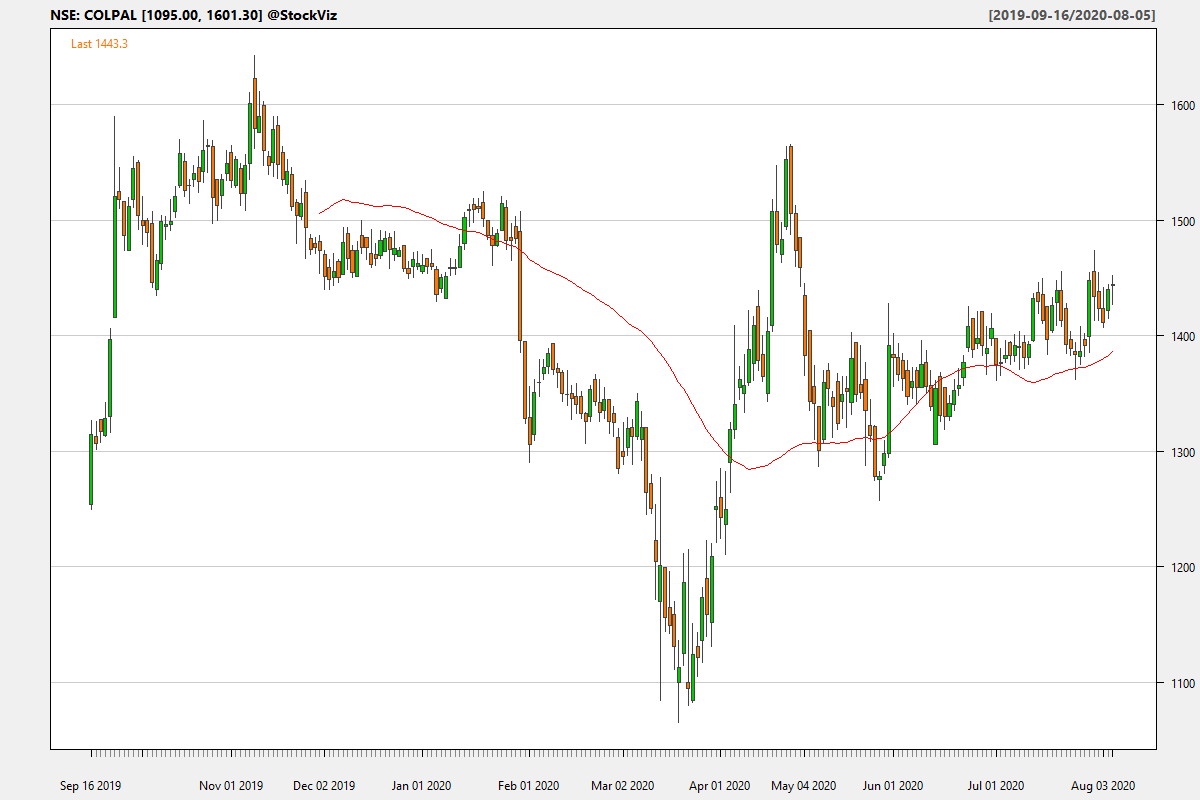 NSE: COLPAL [1095.00, 1601.30] @StockViz [2019-09-16/2020-08-05]
Last 1443.3
1600
1500
1400
1300
1200
1100
Sep 16 2019 Nov 01 2019 Dec 02 2019 Jan 01 2020 Feb 01 2020 Mar 02 2020 Apr 01 2020 May 04 2020 Jun 01 2020 Jul 01 2020 Aug 03 2020